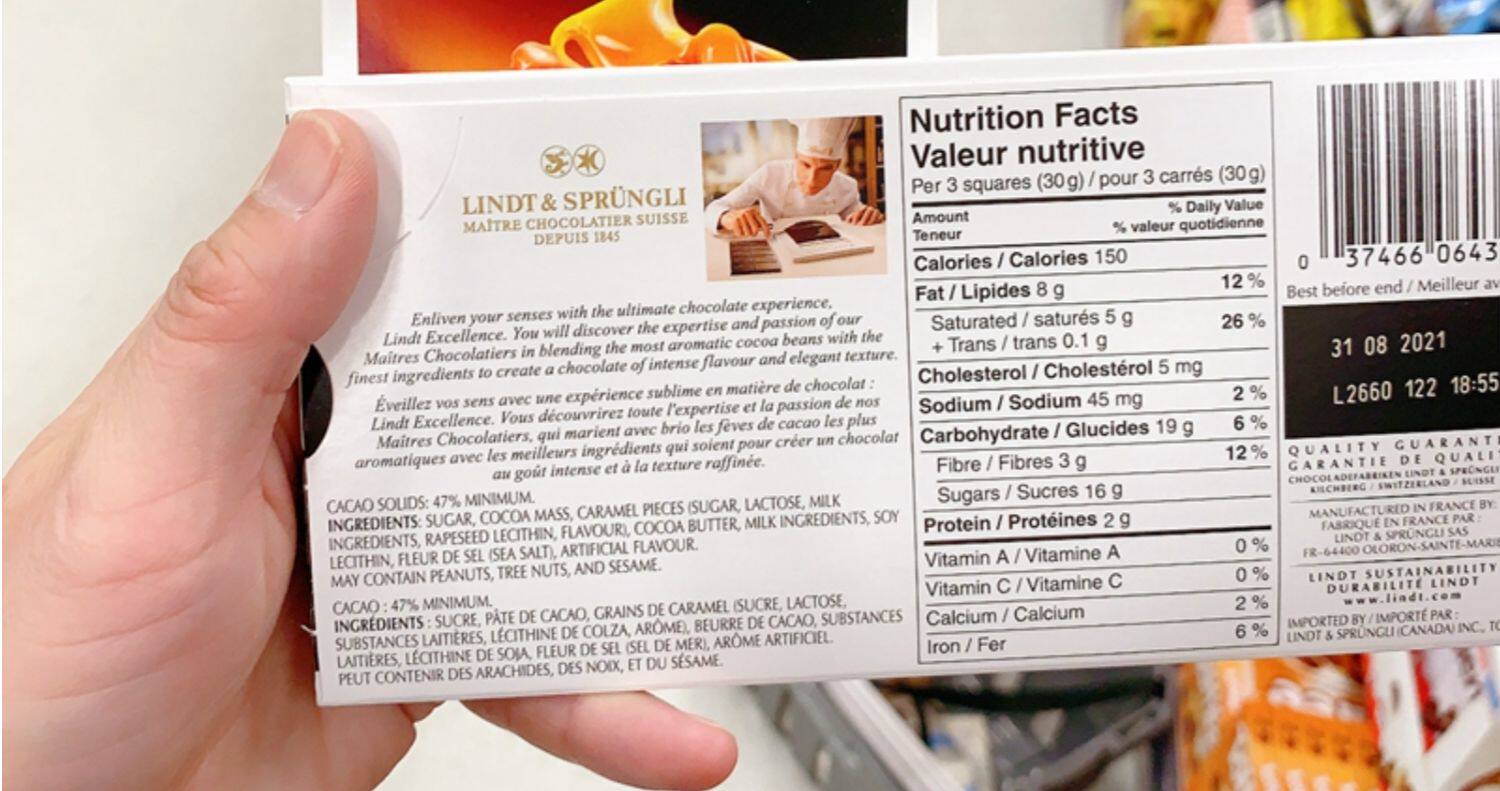 LINDT & SPRÜNGLI
MAÎTRE CHOCOLATIER SUISSE
DEPUIS 1845
Enliven your senses with the ultimate chocolate experience,
Lindt Excellence. You will discover the expertise and passion of our
Maîtres Chocolatiers in blending the most aromatic cocoa beans with the
finest ingredients to create a chocolate of intense flavour and elegant texture.
Éveillez vos sens avec une expérience sublime en matière de chocolat :
Lindt Excellence. Vous découvrirez toute l'expertise et la passion de nos
Maîtres Chocolatiers, qui marient avec brio les fèves de cacao les plus
aromatiques avec les meilleurs ingrédients qui soient pour créer un chocolat
au goût intense et à la texture raffinée.
CACAO SOLIDS: 47% MINIMUM.
INGREDIENTS: SUGAR, COCOA MASS, CARAMEL PIECES (SUGAR, LACTOSE, MILK
INGREDIENTS, RAPESEED LECITHIN, FLAVOUR), COCOA BUTTER, MILK INGREDIENTS, SOY
LECITHIN, FLEUR DE SEL (SEA SALT), ARTIFICIAL FLAVOUR.
MAY CONTAIN PEANUTS, TREE NUTS, AND SESAME.
CACAO : 47% MINIMUM.
INGRÉDIENTS : SUCRE, PÂTE DE CACAO, GRAINS DE CARAMEL (SUCRE, LACTOSE,
SUBSTANCES LAITIÈRES, LÉCITHINE DE COLZA, ARÔME), BEURRE DE CACAO, SUBSTANCES
LAITIÈRES, LÉCITHINE DE SOJA, FLEUR DE SEL (SEL DE MER), ARÔME ARTIFICIEL.
PEUT CONTENIR DES ARACHIDES, DES NOIX, ET DU SÉSAME.
Nutrition Facts
Valeur nutritive
Per 3 squares (30 g) / pour 3 carrés (30 g)
Amount % Daily Value
Teneur % valeur quotidienne
Calories / Calories 150
Fat / Lipides 8 g 12 %
Saturated / saturés 5 g 26 %
+ Trans / trans 0.1 g
Cholesterol / Cholestérol 5 mg
Sodium / Sodium 45 mg 2 %
Carbohydrate / Glucides 19 g 6 %
Fibre / Fibres 3 g 12 %
Sugars / Sucres 16 g
Protein / Protéines 2 g
Vitamin A / Vitamine A 0 %
Vitamin C / Vitamine C 0 %
Calcium / Calcium 2 %
Iron / Fer 6 %
0 37466 0643
Best before end / Meilleur av
31 08 2021
L2660 122 18:55
QUALITY GUARANT
GARANTIE DE QUALI
CHOCOLADEFABRIKEN LINDT & SPRÜNGLI
KILCHBERG / SWITZERLAND / SUISSE
MANUFACTURED IN FRANCE BY:
FABRIQUÉ EN FRANCE PAR :
LINDT & SPRÜNGLI SAS
FR-64400 OLORON-SAINTE-MARIE
LINDT SUSTAINABILITY
DURABILITÉ LINDT
www.lindt.com
IMPORTED BY / IMPORTÉ PAR :
LINDT & SPRÜNGLI (CANADA) INC., TO